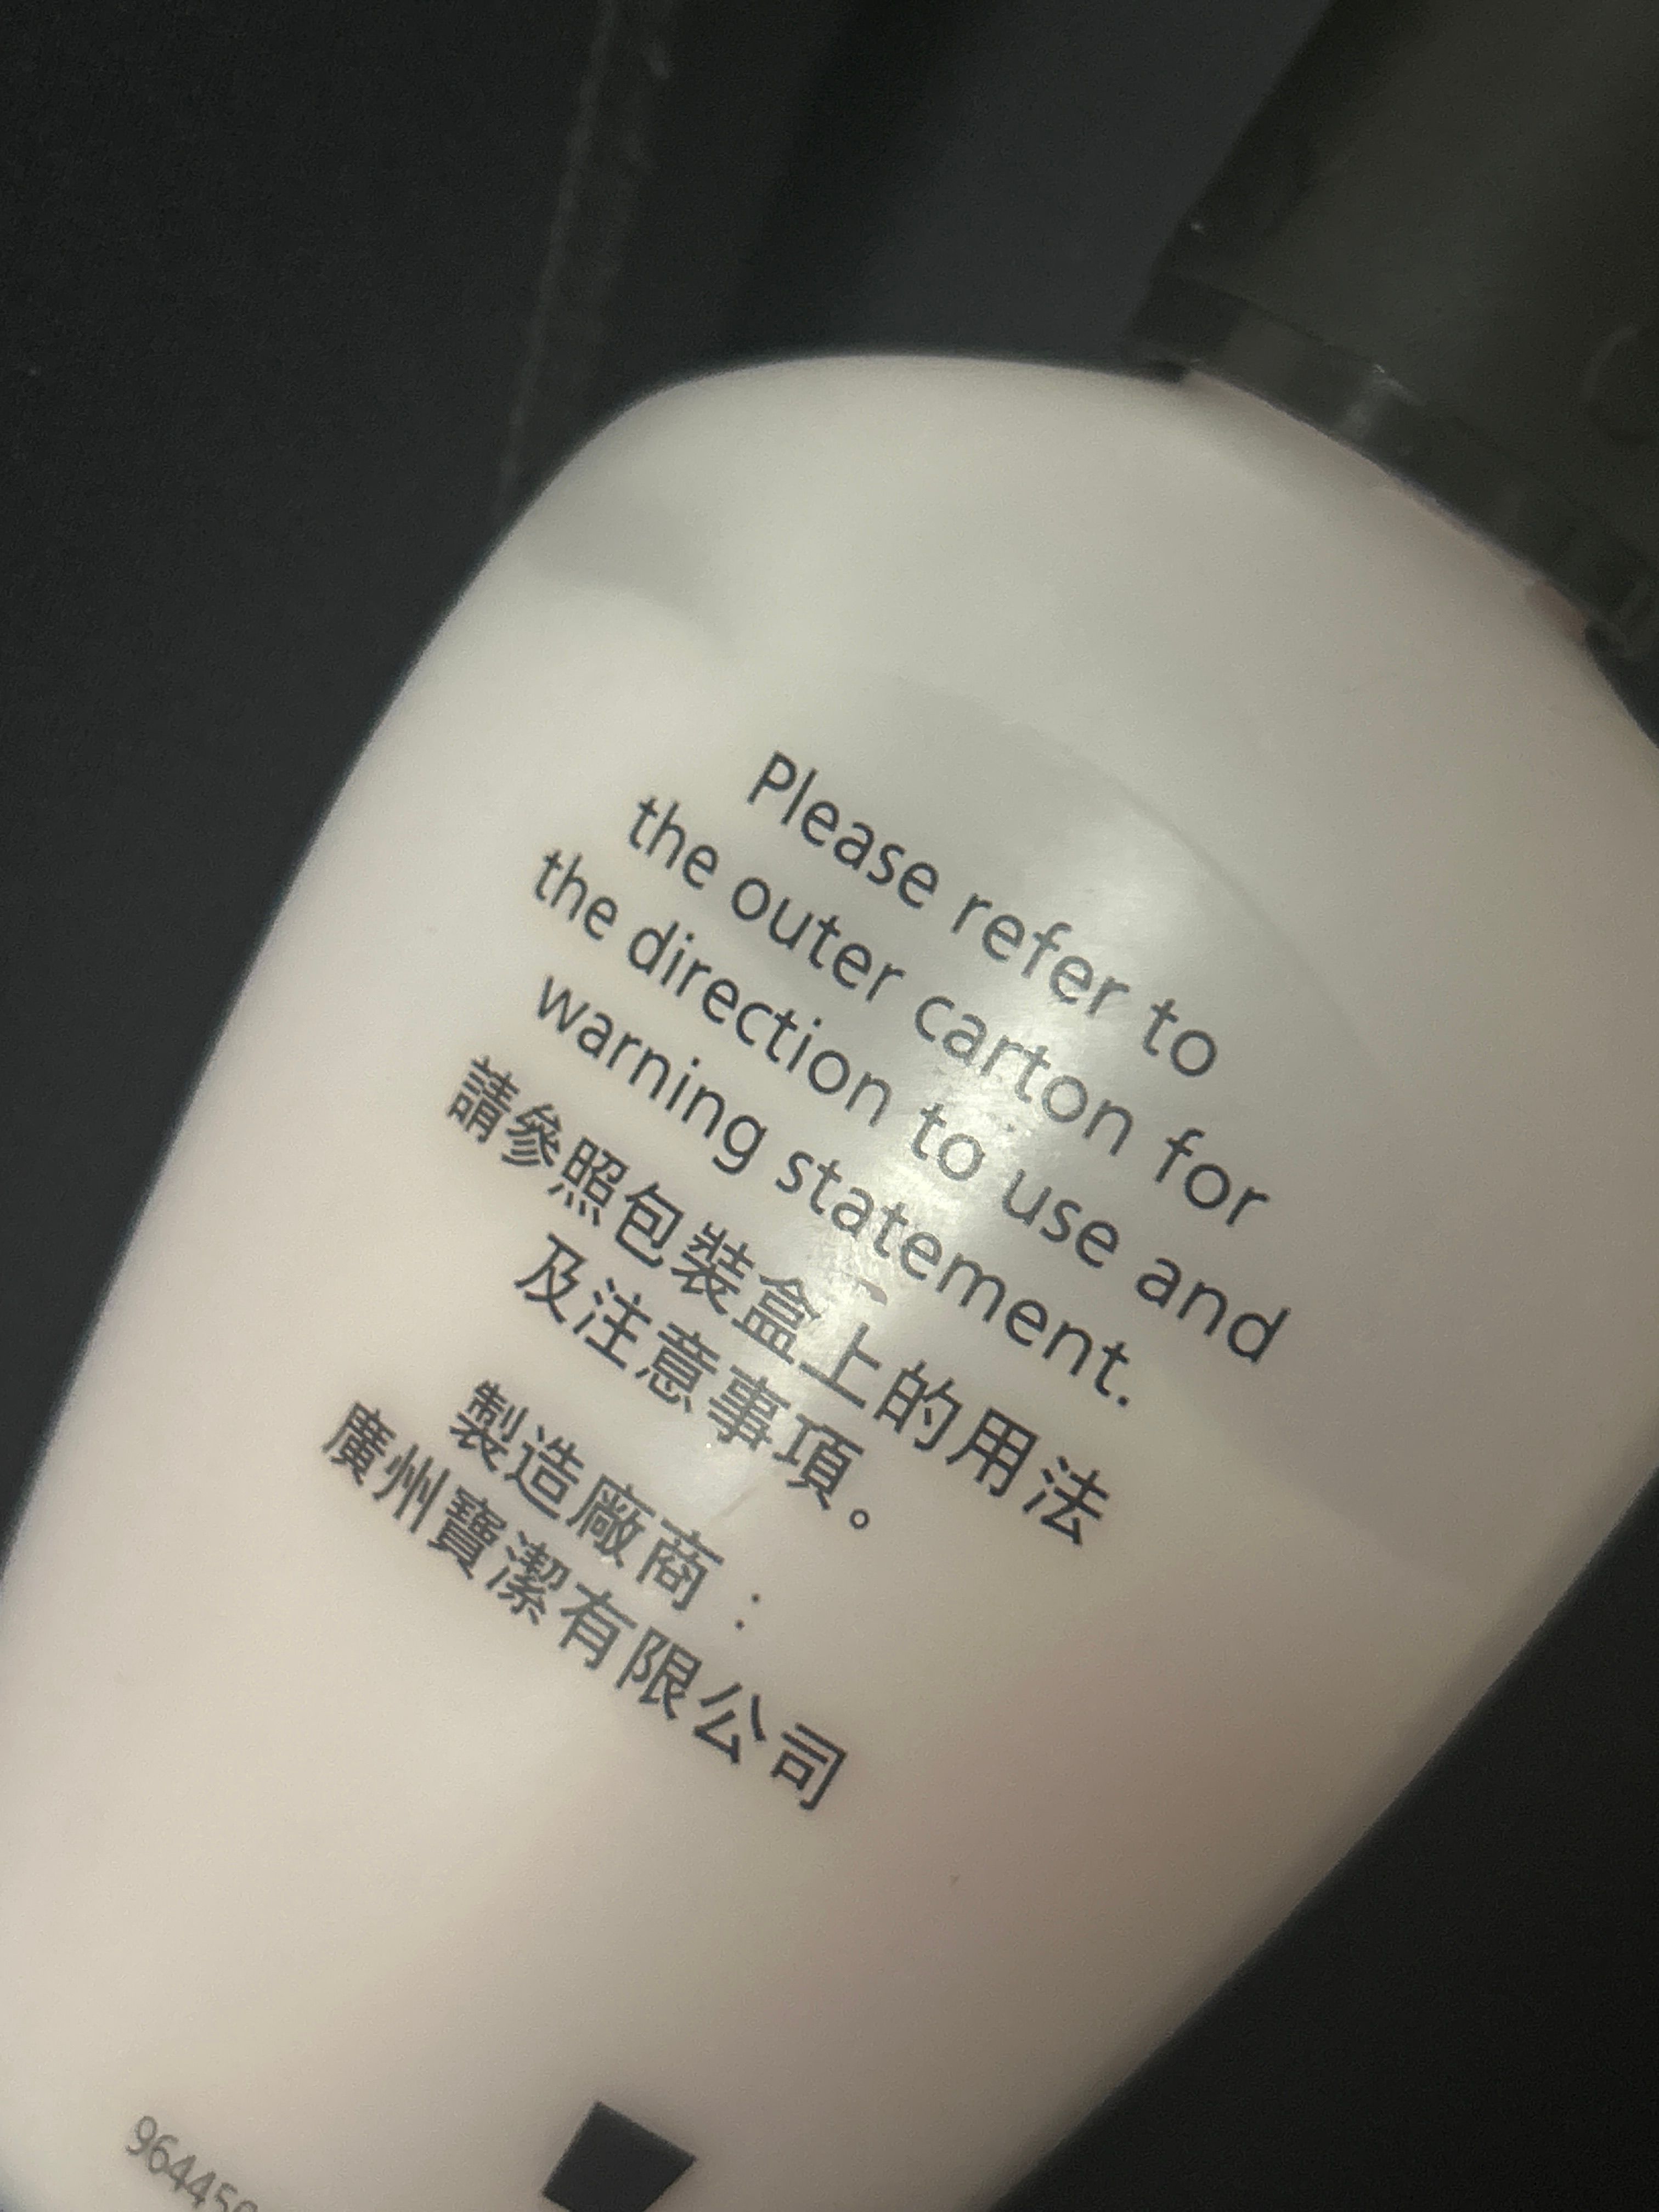 Please refer to
the outer carton for
the direction to use and
warning statement.
請參照包裝盒上的用法
及注意事項。
製造廠商：
廣州寶潔有限公司